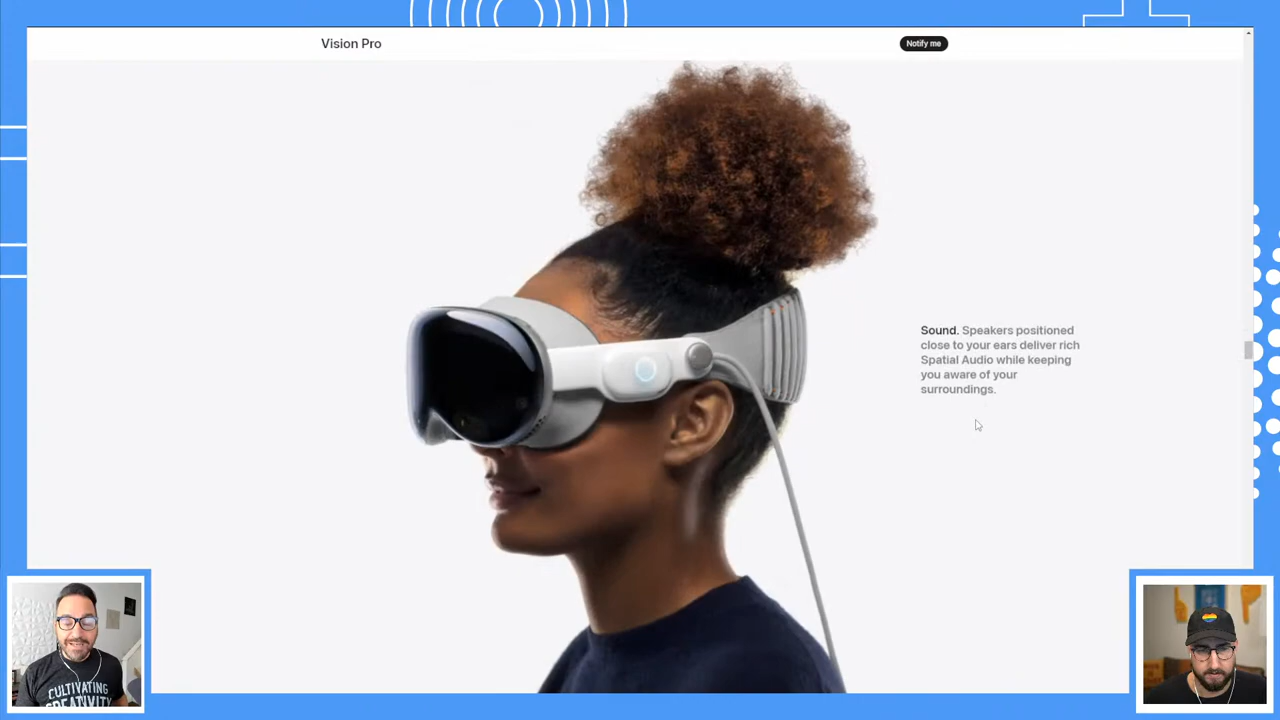 Vision Pro
Notify me
Sound. Speakers positioned
close to your ears deliver rich
Spatial Audio while keeping
you aware of your
surroundings.
CULTIVATING
CREATIVITY